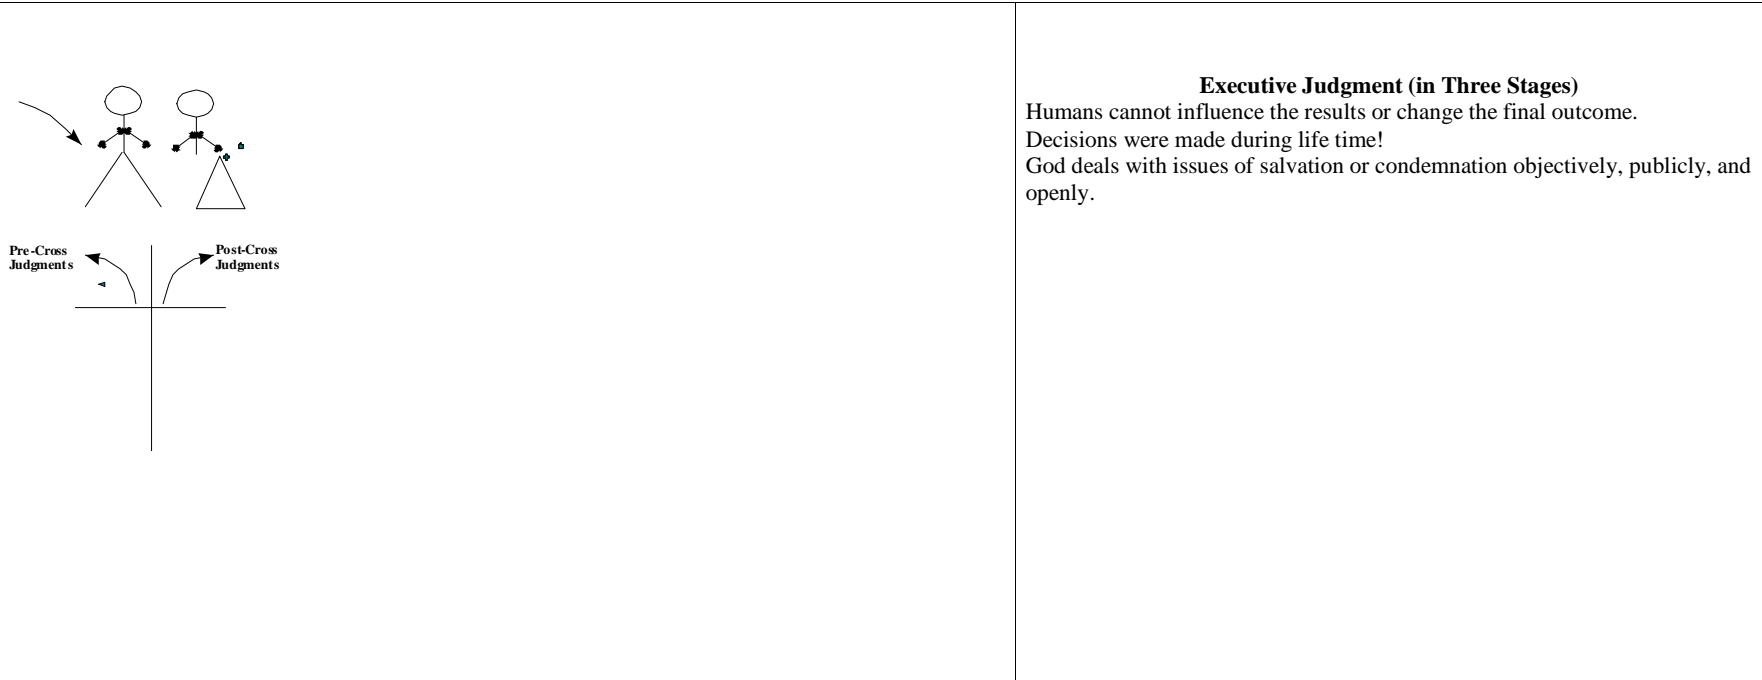 Pre-Cross
Judgments
Post-Cross
Judgments
Executive Judgment (in Three Stages)
Humans cannot influence the results or change the final outcome.
Decisions were made during life time!
God deals with issues of salvation or condemnation objectively, publicly, and
openly.